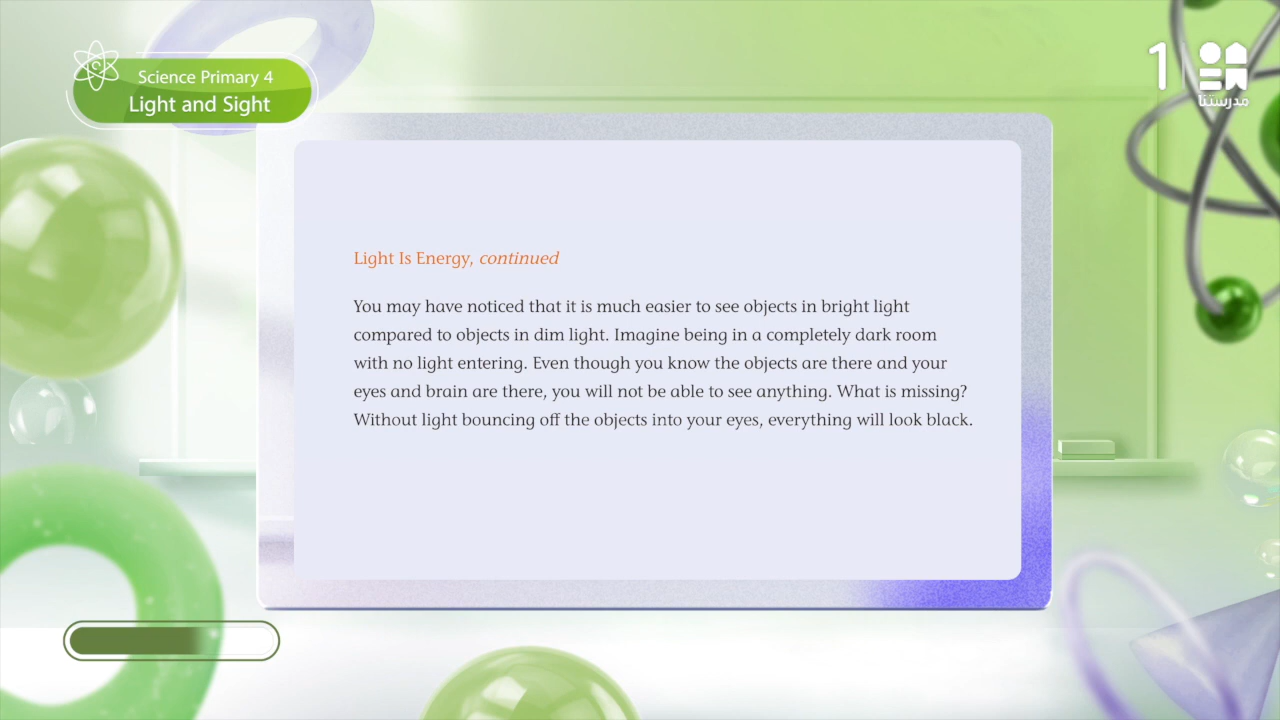 Science Primary 4
Light and Sight
1
مدرستنا
Light Is Energy, continued
You may have noticed that it is much easier to see objects in bright light
compared to objects in dim light. Imagine being in a completely dark room
with no light entering. Even though you know the objects are there and your
eyes and brain are there, you will not be able to see anything. What is missing?
Without light bouncing off the objects into your eyes, everything will look black.